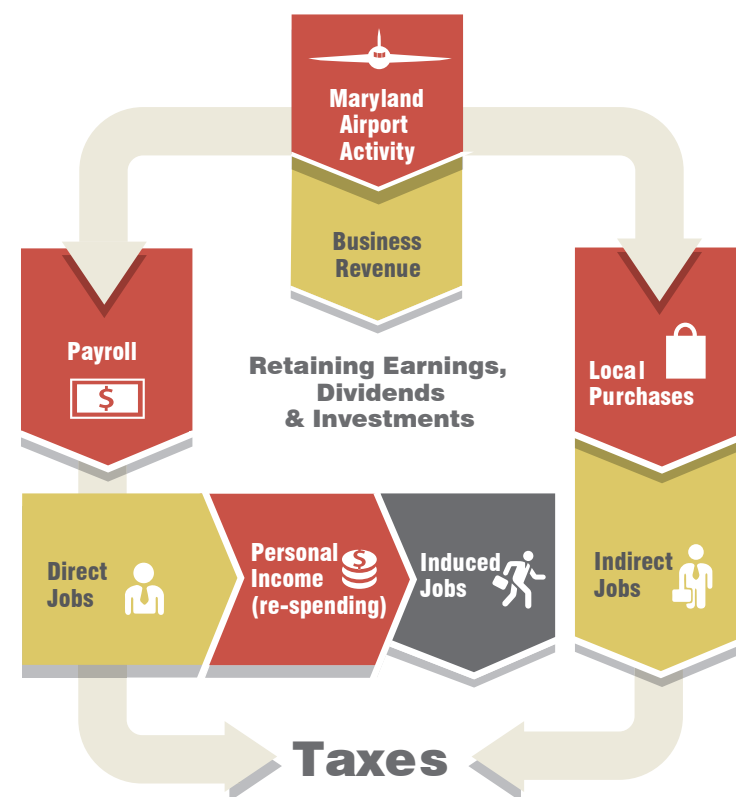 Maryland
Airport
Activity
Business
Revenue
Payroll
$
Retaining Earnings,
Dividends
& Investments
Local
Purchases
Direct
Jobs
Personal
Income
(re-spending)
$
Induced
Jobs
Indirect
Jobs
Taxes